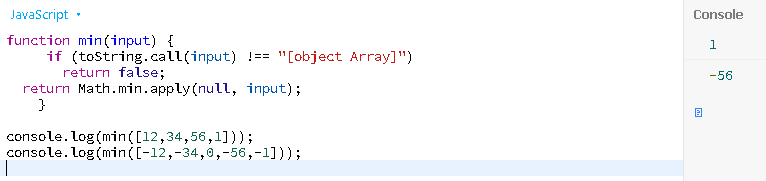 JavaScript
Console
function min(input) {
if (toString.call(input) !== "[object Array]")
return false;
return Math.min.apply(null, input);
}
console.log(min([12,34,56,1]));
console.log(min([-12,-34,0,-56,-1]));
1
-56